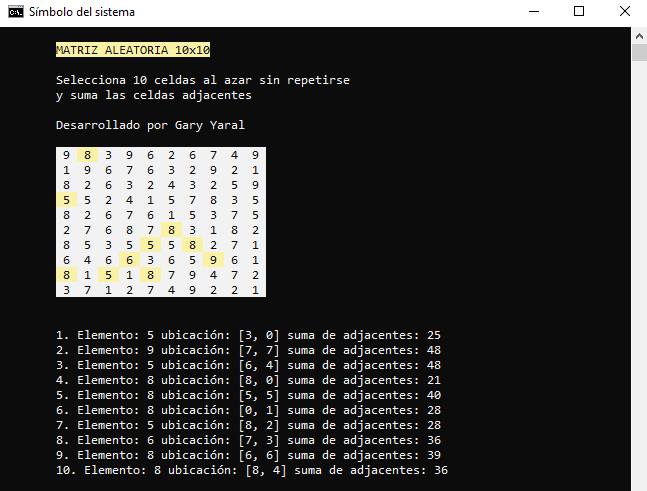 Símbolo del sistema
MATRIZ ALEATORIA 10x10
Selecciona 10 celdas al azar sin repetirse
y suma las celdas adjacentes
Desarrollado por Gary Yaral
9 8 3 9 6 2 6 7 4 9
1 9 6 7 6 3 2 9 2 1
8 2 6 3 2 4 3 2 5 9
5 5 2 4 1 5 7 8 3 5
8 2 6 7 6 1 5 3 7 5
2 7 6 8 7 8 3 1 8 2
8 5 3 5 5 5 8 2 7 1
6 4 6 6 3 6 5 9 6 1
8 1 5 1 8 7 9 4 7 2
3 7 1 2 7 4 9 2 2 1
1. Elemento: 5 ubicación: [3, 0] suma de adjacentes: 25
2. Elemento: 9 ubicación: [7, 7] suma de adjacentes: 48
3. Elemento: 5 ubicación: [6, 4] suma de adjacentes: 48
4. Elemento: 8 ubicación: [8, 0] suma de adjacentes: 21
5. Elemento: 8 ubicación: [5, 5] suma de adjacentes: 40
6. Elemento: 8 ubicación: [0, 1] suma de adjacentes: 28
7. Elemento: 5 ubicación: [8, 2] suma de adjacentes: 28
8. Elemento: 6 ubicación: [7, 3] suma de adjacentes: 36
9. Elemento: 8 ubicación: [6, 6] suma de adjacentes: 39
10. Elemento: 8 ubicación: [8, 4] suma de adjacentes: 36